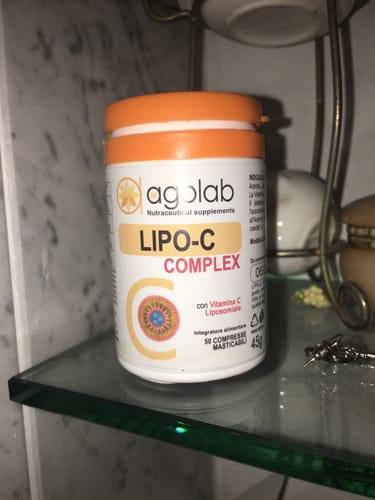 agolab
Nutraceutical supplements
LIPO-C
COMPLEX
con Vitamina C
Liposomiale
Integratore alimentare
50 COMPRESSE
MASTICABILI
45g